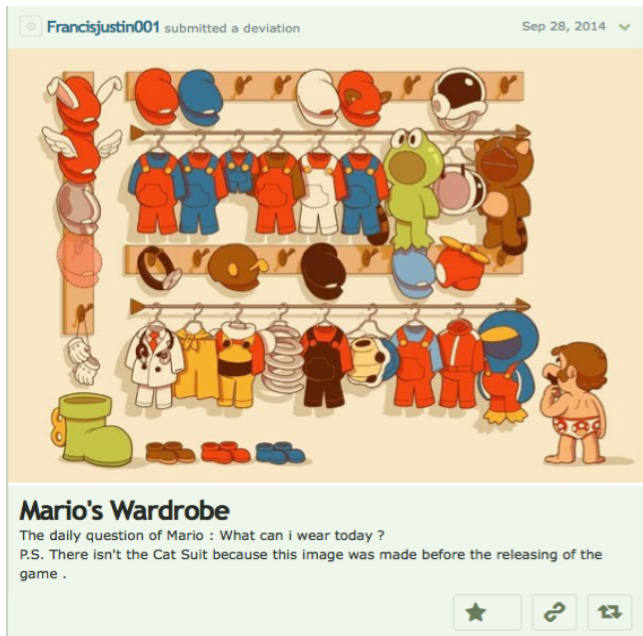 Francisjustin001 submitted a deviation Sep 28, 2014
Mario's Wardrobe
The daily question of Mario : What can i wear today ?
P.S. There isn't the Cat Suit because this image was made before the releasing of the
game .